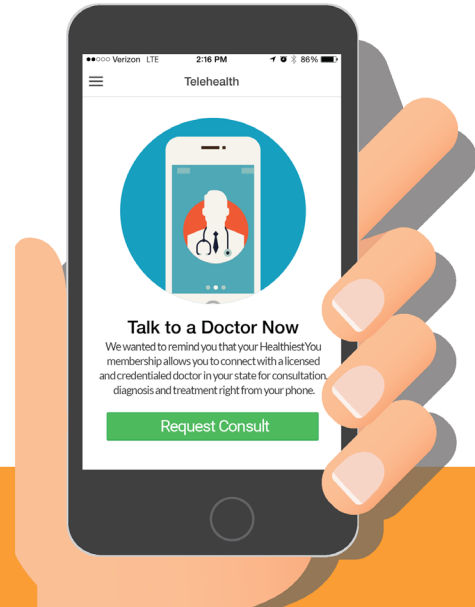 Verizon LTE 2:16 PM 86%
Telehealth
Talk to a Doctor Now
We wanted to remind you that your HealthiestYou
membership allows you to connect with a licensed
and credentialed doctor in your state for consultation,
diagnosis and treatment right from your phone.
Request Consult